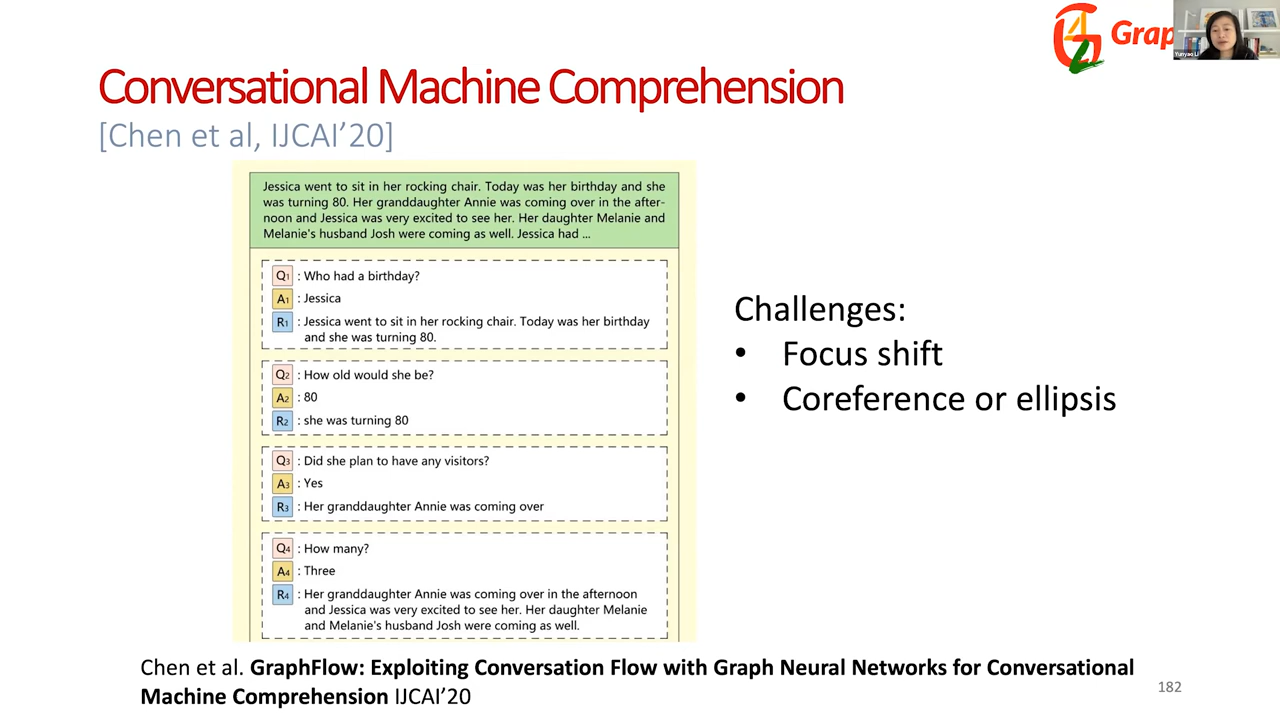 Grap
Yunyao Li
Conversational Machine Comprehension
[Chen et al, IJCAI’20]
Jessica went to sit in her rocking chair. Today was her birthday and she
was turning 80. Her granddaughter Annie was coming over in the after-
noon and Jessica was very excited to see her. Her daughter Melanie and
Melanie's husband Josh were coming as well. Jessica had ...
Q1 : Who had a birthday?
A1 : Jessica
R1 : Jessica went to sit in her rocking chair. Today was her birthday
and she was turning 80.
Q2 : How old would she be?
A2 : 80
R2 : she was turning 80
Q3 : Did she plan to have any visitors?
A3 : Yes
R3 : Her granddaughter Annie was coming over
Q4 : How many?
A4 : Three
R4 : Her granddaughter Annie was coming over in the afternoon
and Jessica was very excited to see her. Her daughter Melanie
and Melanie's husband Josh were coming as well.
Challenges:
• Focus shift
• Coreference or ellipsis
Chen et al. GraphFlow: Exploiting Conversation Flow with Graph Neural Networks for Conversational
Machine Comprehension IJCAI’20
182